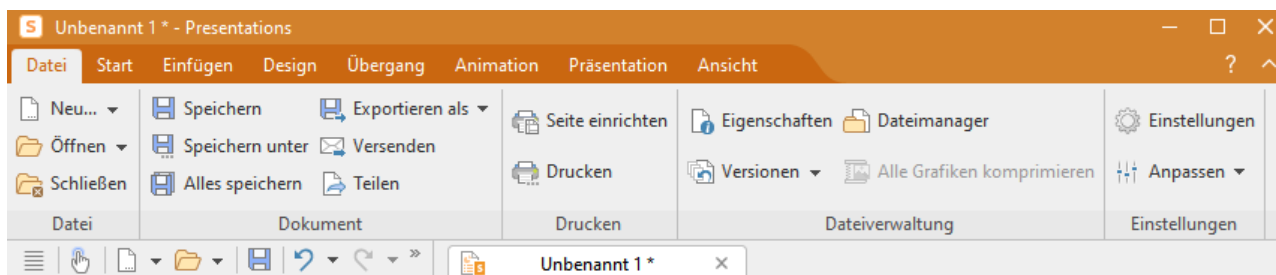 S Unbenannt 1 * - Presentations
Datei Start Einfügen Design Übergang Animation Präsentation Ansicht ?
Neu... Speichern Exportieren als Seite einrichten Eigenschaften Dateimanager Einstellungen
Öffnen Speichern unter Versenden
Schließen Alles speichern Teilen Drucken Versionen Alle Grafiken komprimieren Anpassen
Datei Dokument Drucken Dateiverwaltung Einstellungen
» S Unbenannt 1 * ×